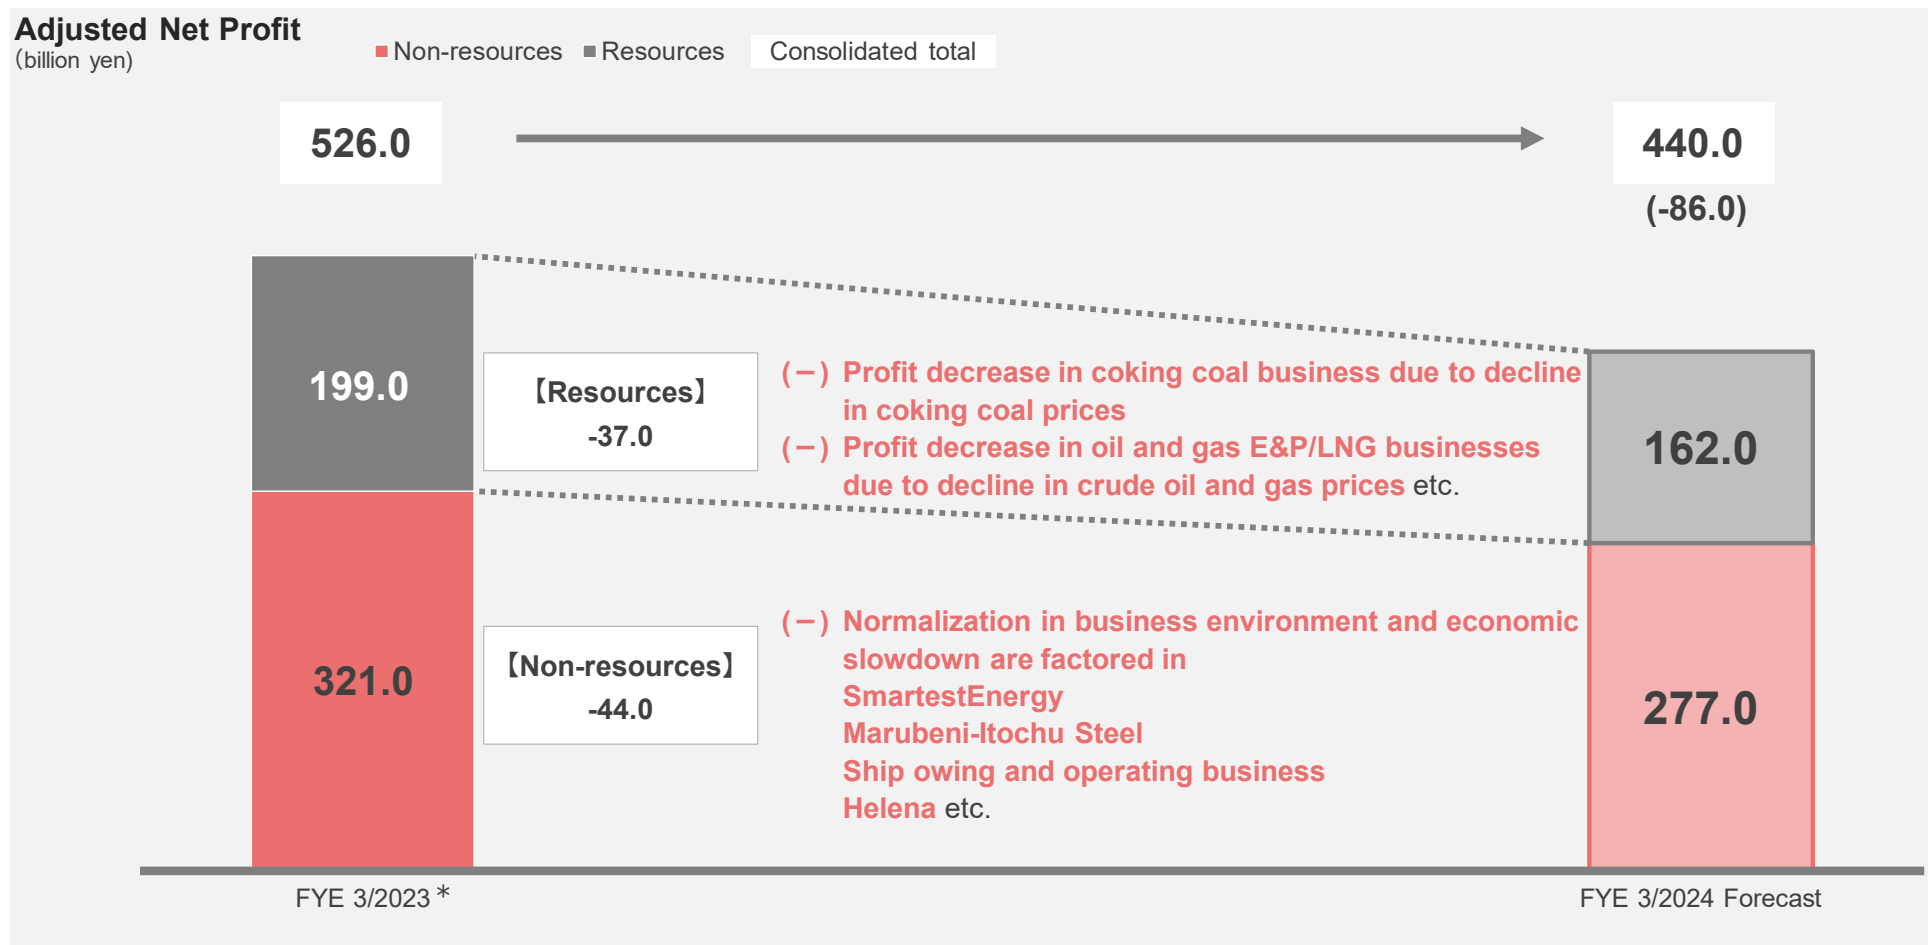 Adjusted Net Profit
(billion yen)
Non-resources Resources Consolidated total
526.0
440.0
(-86.0)
199.0
【Resources】
-37.0
(－) Profit decrease in coking coal business due to decline
in coking coal prices
(－) Profit decrease in oil and gas E&P/LNG businesses
due to decline in crude oil and gas prices etc.
162.0
321.0
【Non-resources】
-44.0
(－) Normalization in business environment and economic
slowdown are factored in
SmartestEnergy
Marubeni-Itochu Steel
Ship owing and operating business
Helena etc.
277.0
FYE 3/2023＊
FYE 3/2024 Forecast